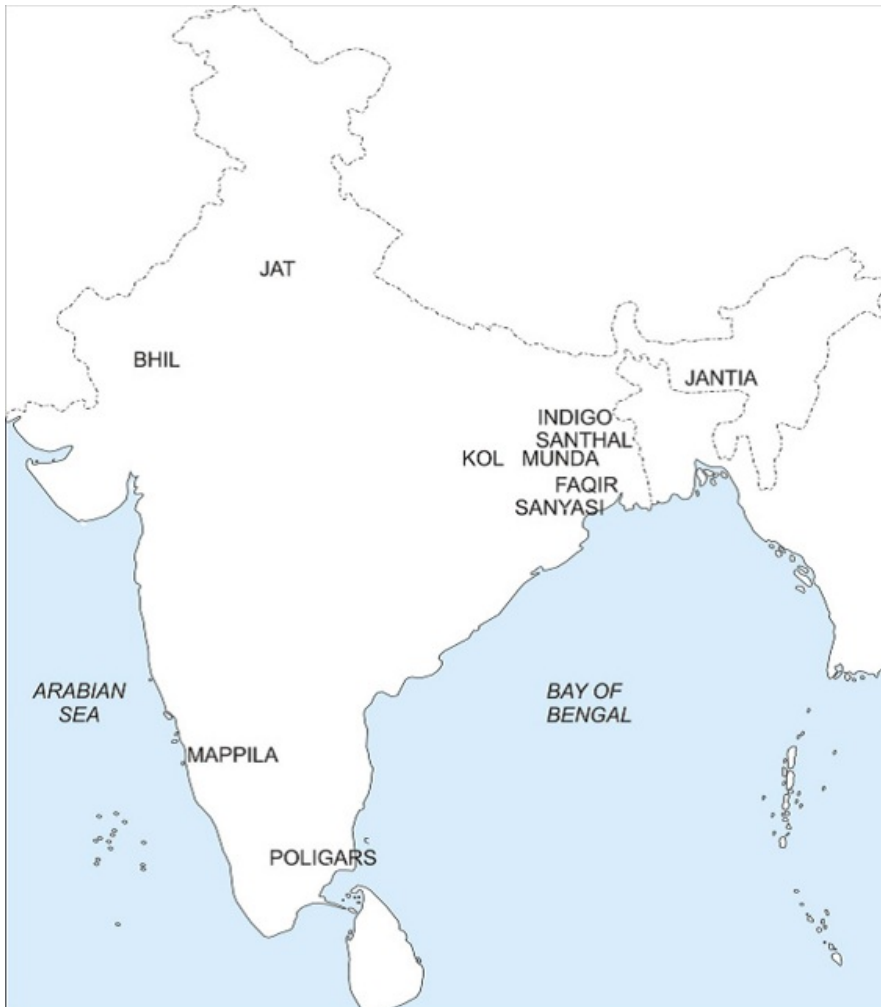 JAT
BHIL
JANTIA
INDIGO
SANTHAL
KOL MUNDA
FAQIR
SANYASI
ARABIAN
SEA
BAY OF
BENGAL
MAPPILA
POLIGARS